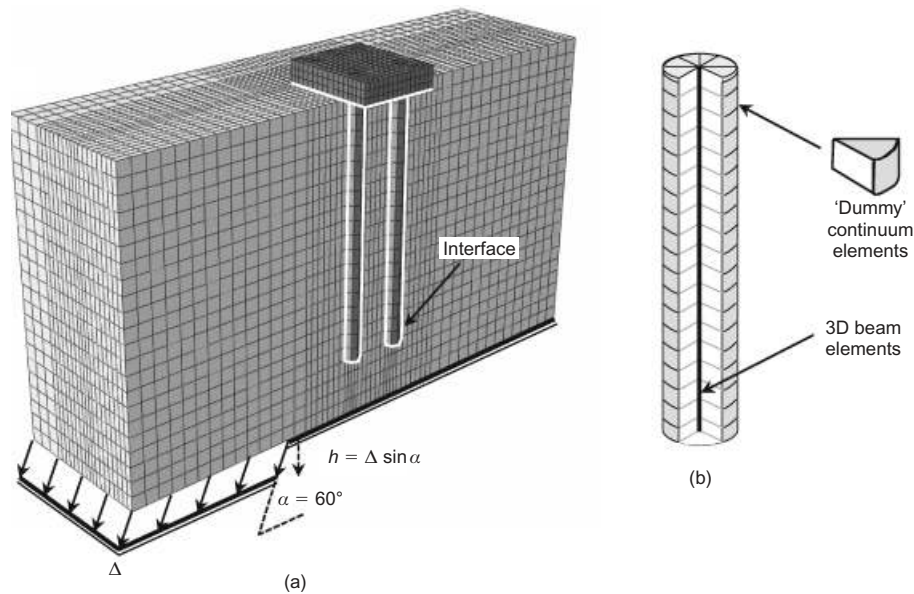 Interface
h = Δ sin α
α = 60°
Δ
(a)
'Dummy'
continuum
elements
3D beam
elements
(b)